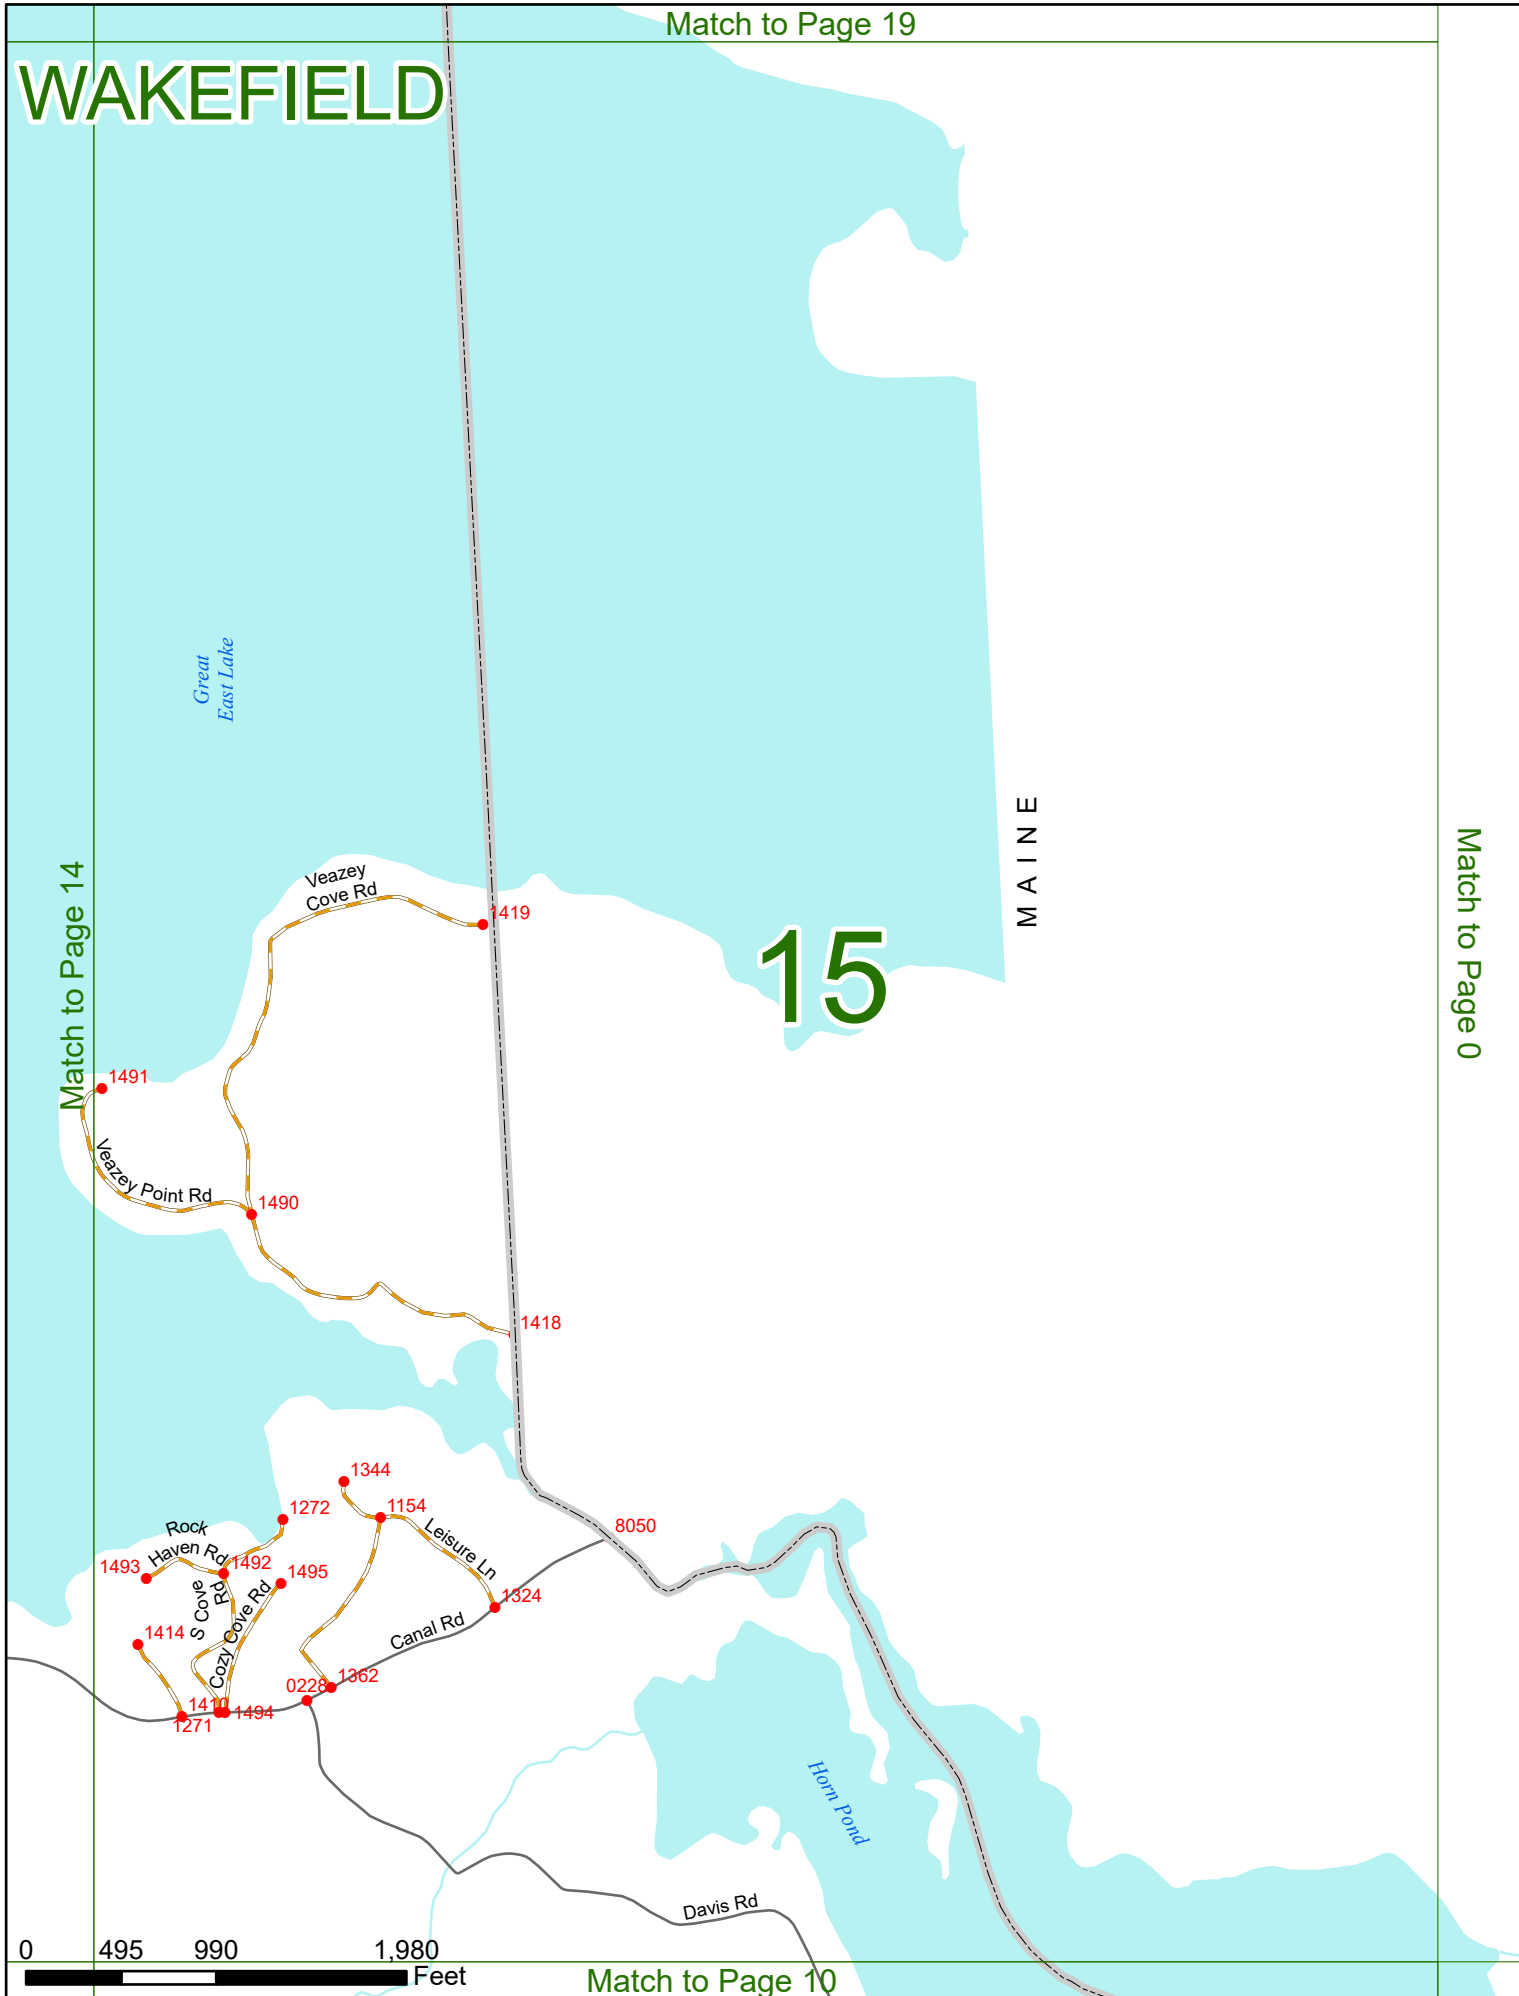 Match to Page 19
WAKEFIELD
Great
East Lake
MAINE
Match to Page 14
Match to Page 0
15
Veazey
Cove Rd
1419
1491
Veazey Point Rd
1490
1418
1344
1272
1154
8050
Rock
Haven Rd
Leisure Ln
1493
1492
1495
S Cove
Rd
Cozy Cove Rd
1324
1414
Canal Rd
0228
1362
1410
1494
1271
Horn Pond
Davis Rd
0 495 990 1,980
Feet
Match to Page 10